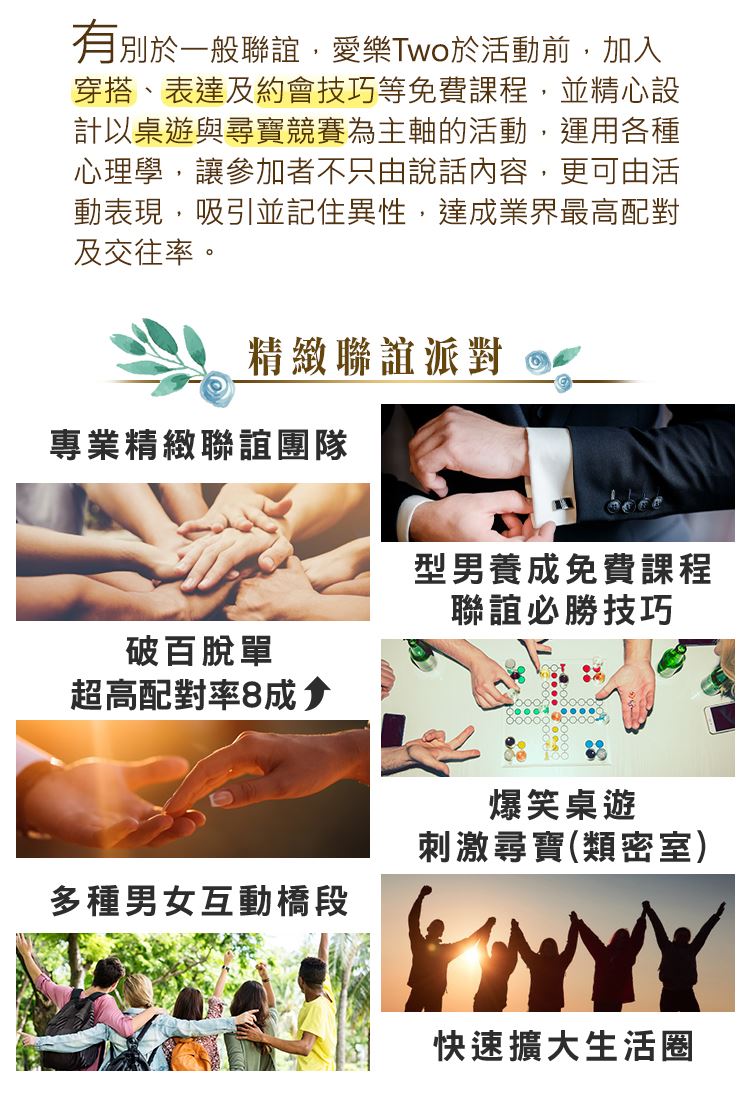 有別於一般聯誼，愛樂Two於活動前，加入
穿搭、表達及約會技巧等免費課程，並精心設
計以桌遊與尋寶競賽為主軸的活動，運用各種
心理學，讓參加者不只由說話內容，更可由活
動表現，吸引並記住異性，達成業界最高配對
及交往率。
精緻聯誼派對
專業精緻聯誼團隊
型男養成免費課程
聯誼必勝技巧
破百脫單
超高配對率8成
爆笑桌遊
刺激尋寶(類密室)
多種男女互動橋段
快速擴大生活圈